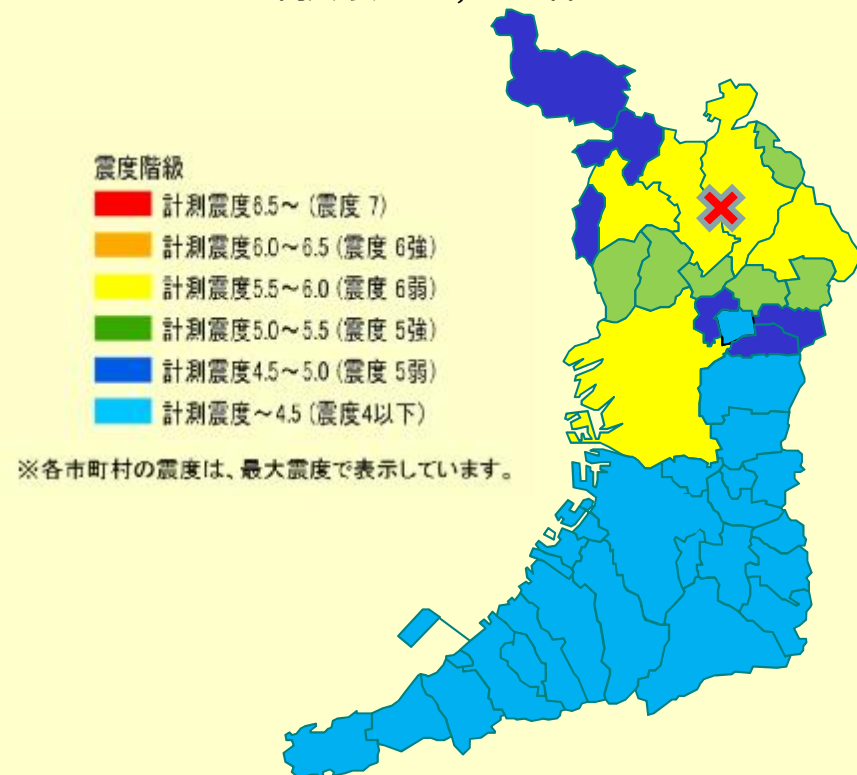 震度階級
計測震度6.5～ (震度 7)
計測震度6.0～6.5 (震度 6強)
計測震度5.5～6.0 (震度 6弱)
計測震度5.0～5.5 (震度 5強)
計測震度4.5～5.0 (震度 5弱)
計測震度～4.5 (震度4以下)
※各市町村の震度は、最大震度で表示しています。